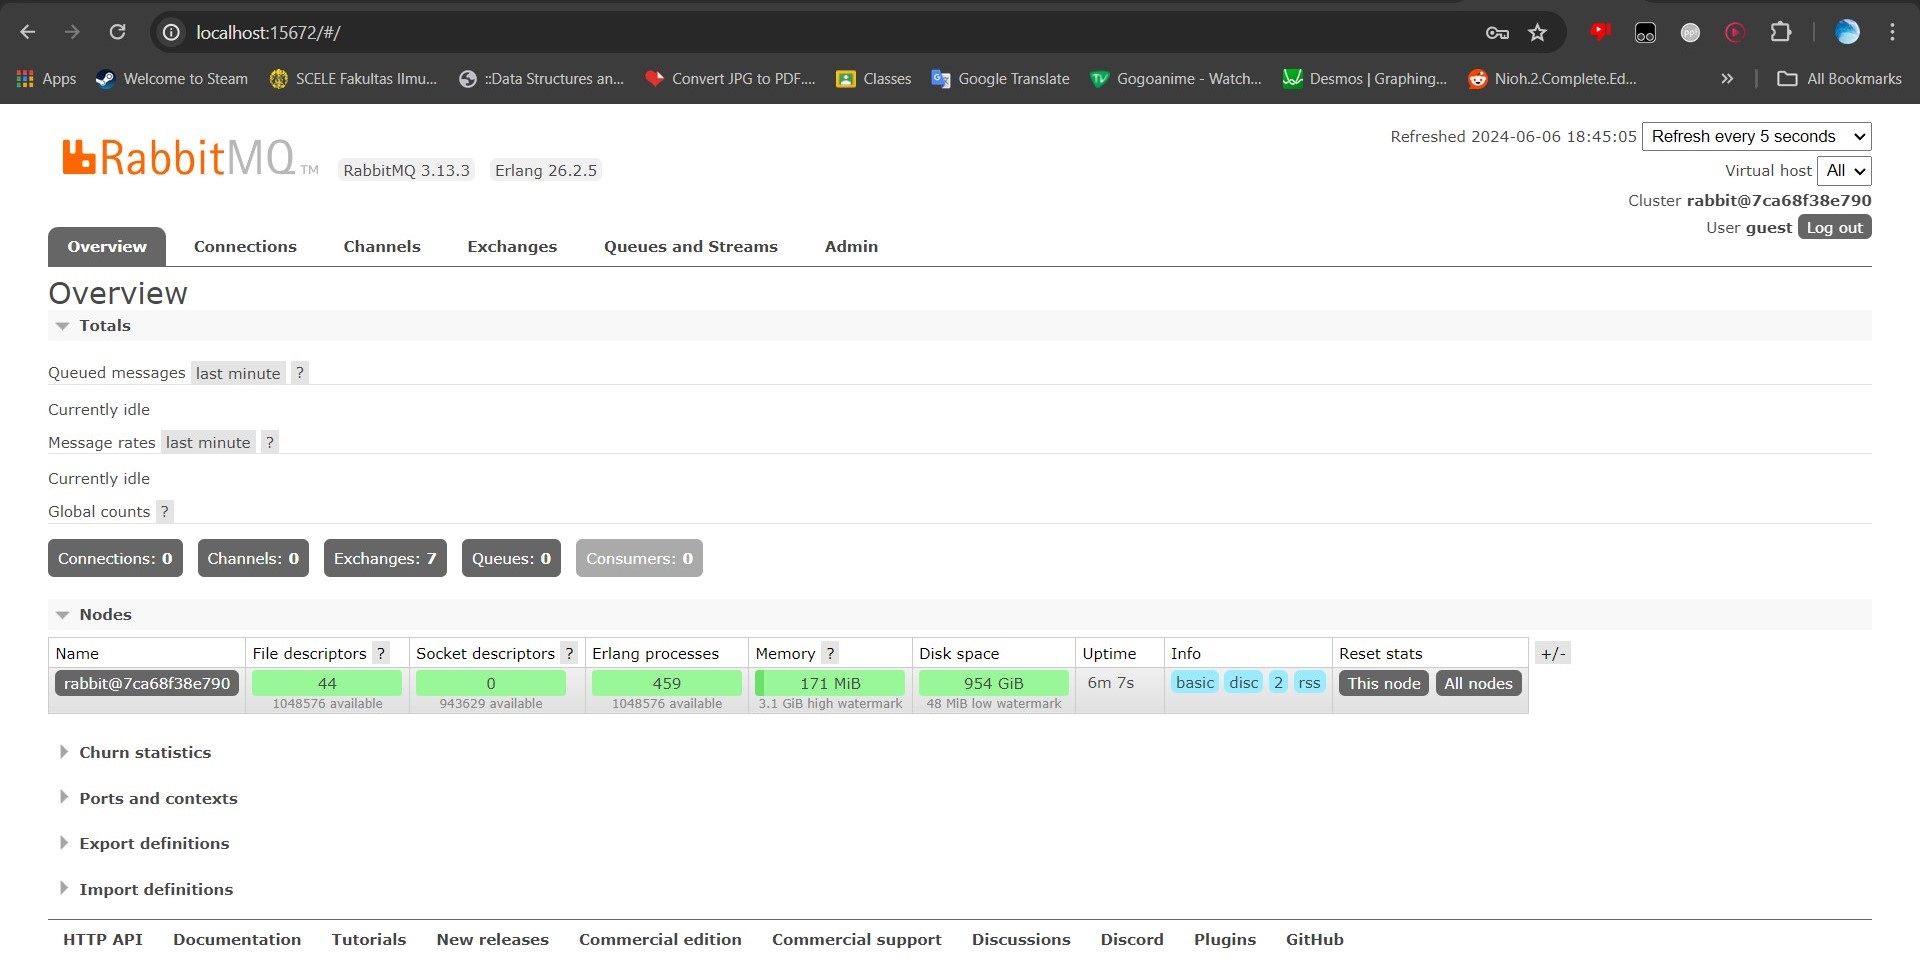 localhost:15672/#/
Apps Welcome to Steam SCELE Fakultas Ilmu... ::Data Structures an... Convert JPG to PDF.... Classes Google Translate Gogoanime - Watch... Desmos | Graphing... Nioh.2.Complete.Ed... » All Bookmarks
RabbitMQ TM RabbitMQ 3.13.3 Erlang 26.2.5
Refreshed 2024-06-06 18:45:05 Refresh every 5 seconds
Virtual host All
Cluster rabbit@7ca68f38e790
User guest Log out
Overview Connections Channels Exchanges Queues and Streams Admin
Overview
Totals
Queued messages last minute ?
Currently idle
Message rates last minute ?
Currently idle
Global counts ?
Connections: 0 Channels: 0 Exchanges: 7 Queues: 0 Consumers: 0
Nodes
Name File descriptors ? Socket descriptors ? Erlang processes Memory ? Disk space Uptime Info Reset stats +/-
rabbit@7ca68f38e790 44 0 459 171 MiB 954 GiB 6m 7s basic disc 2 rss This node All nodes
1048576 available 943629 available 1048576 available 3.1 GiB high watermark 48 MiB low watermark
Churn statistics
Ports and contexts
Export definitions
Import definitions
HTTP API Documentation Tutorials New releases Commercial edition Commercial support Discussions Discord Plugins GitHub